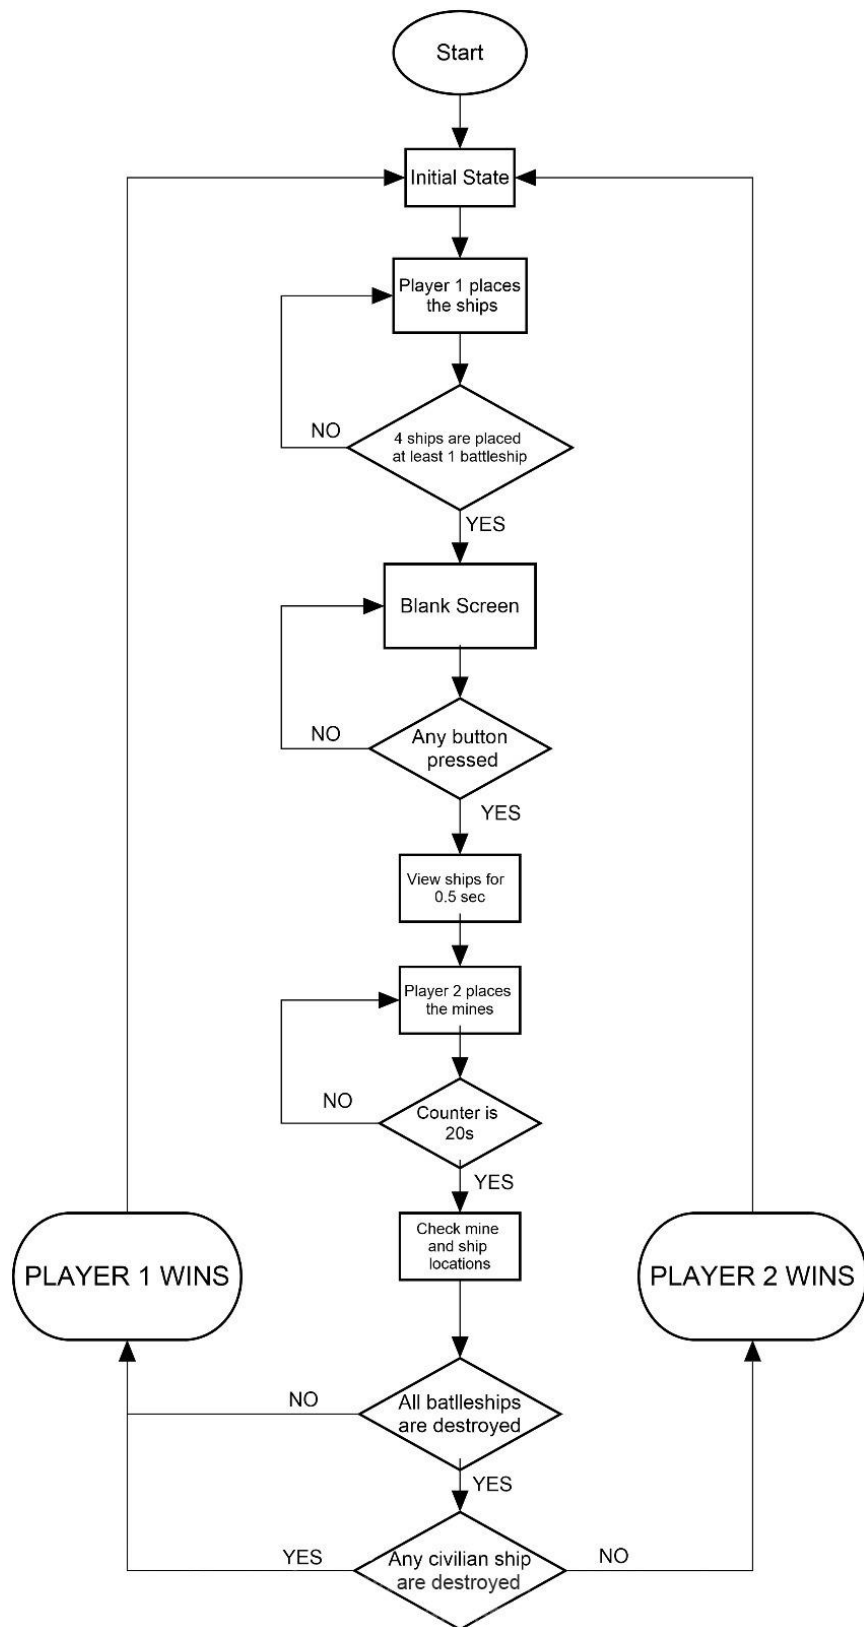 Start
Initial State
Player 1 places
the ships
NO
4 ships are placed
at least 1 battleship
YES
Blank Screen
NO
Any button
pressed
YES
View ships for
0.5 sec
Player 2 places
the mines
NO
Counter is
20s
YES
Check mine
and ship
locations
PLAYER 1 WINS
PLAYER 2 WINS
NO
All batlleships
are destroyed
YES
YES
Any civilian ship
are destroyed
NO